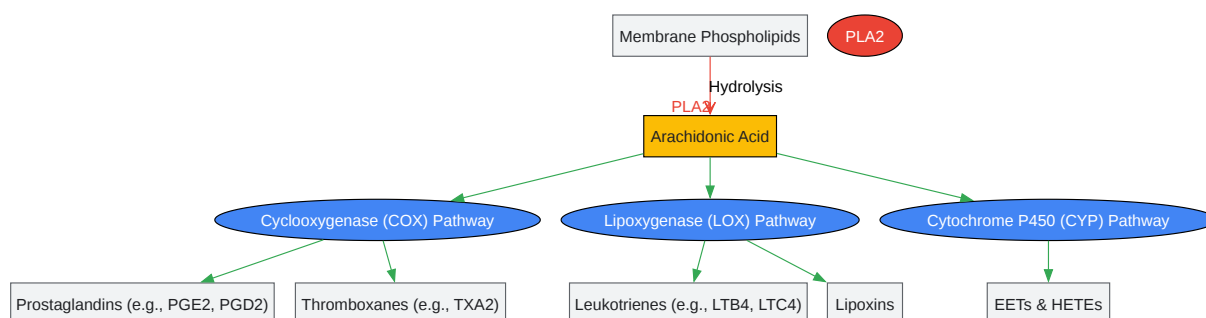 Membrane Phospholipids
PLA2
Hydrolysis
PLA2
Arachidonic Acid
Cyclooxygenase (COX) Pathway
Lipoxygenase (LOX) Pathway
Cytochrome P450 (CYP) Pathway
Prostaglandins (e.g., PGE2, PGD2)
Thromboxanes (e.g., TXA2)
Leukotrienes (e.g., LTB4, LTC4)
Lipoxins
EETs & HETEs